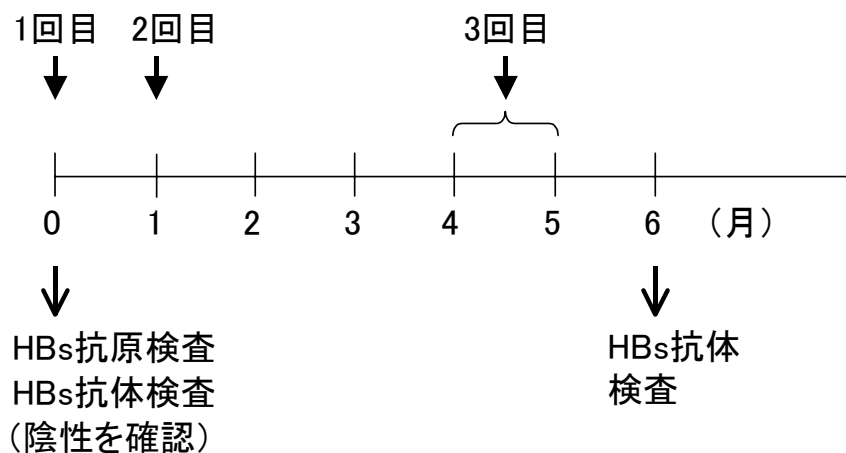 1回目 2回目 3回目
0 1 2 3 4 5 6 （月）
HBs抗原検査
HBs抗体検査
（陰性を確認）
HBs抗体
検査